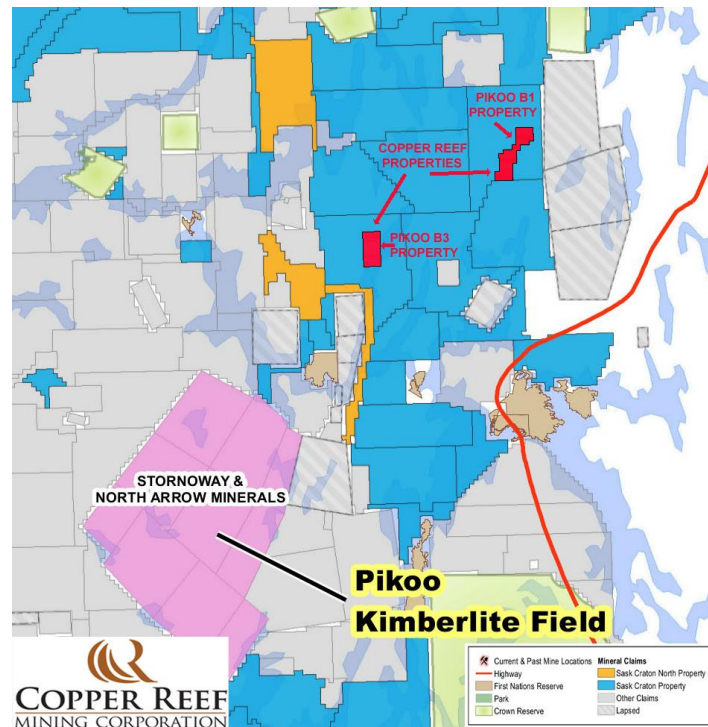 PIKOO B1
PROPERTY
COPPER REEF
PROPERTIES
PIKOO B3
PROPERTY
STORNOWAY &
NORTH ARROW MINERALS
Pikoo
Kimberlite Field
COPPER REEF
MINING CORPORATION
Current & Past Mine Locations
Highway
First Nations Reserve
Park
Crown Reserve
Mineral Claims
Sask Craton North Property
Sask Craton Property
Other Claims
Lapsed